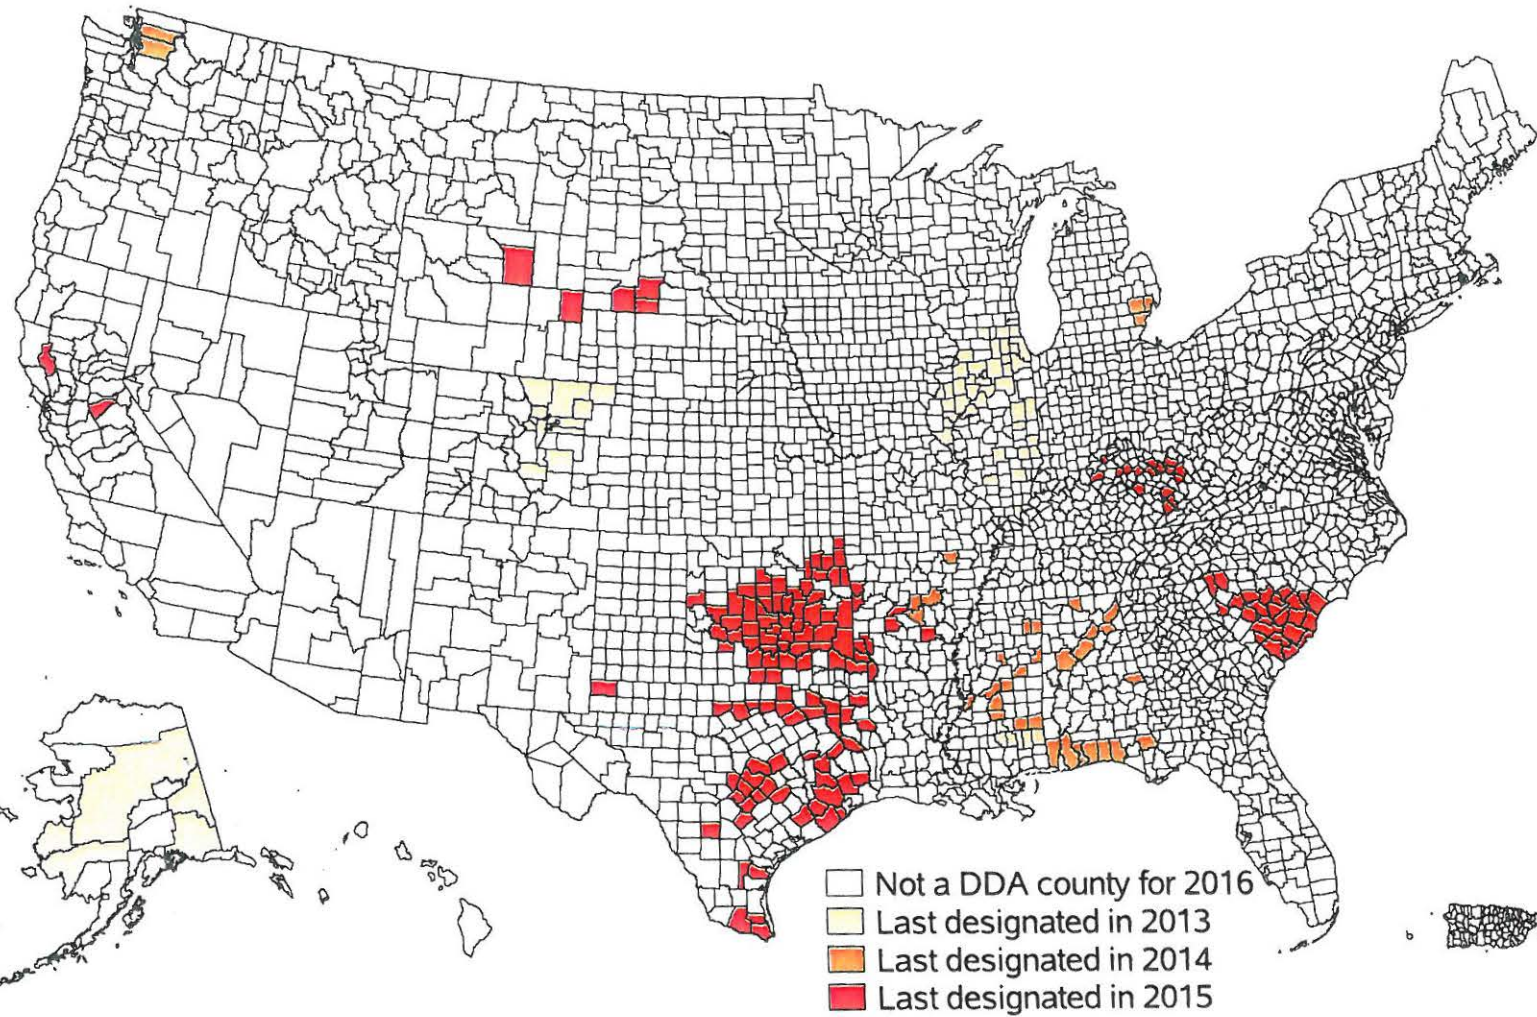 Not a DDA county for 2016
Last designated in 2013
Last designated in 2014
Last designated in 2015